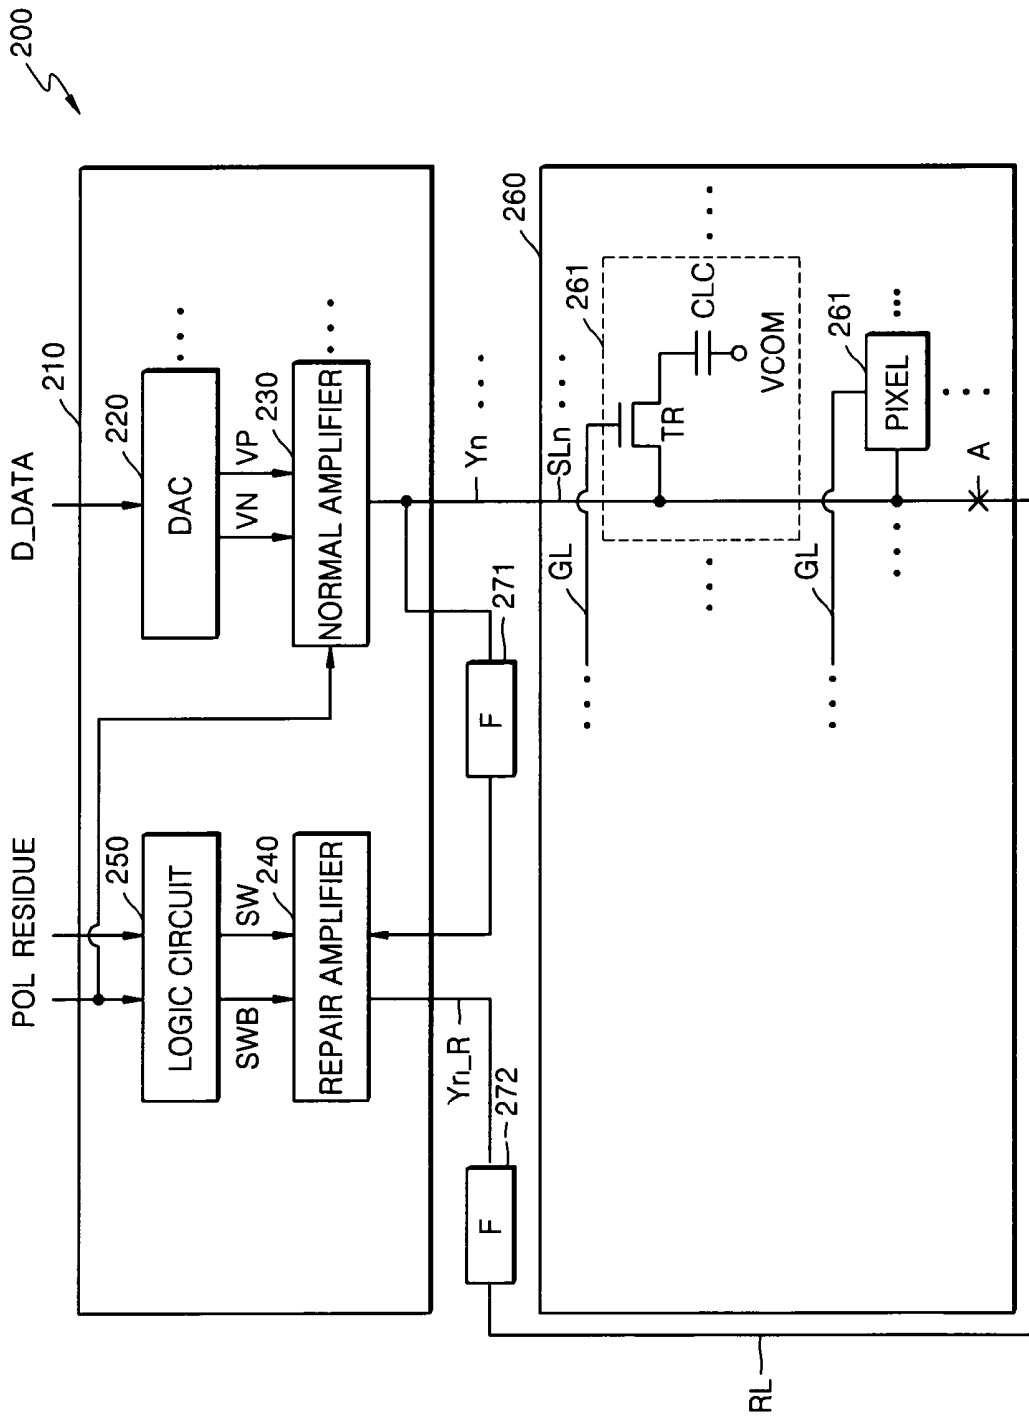 200
POL RESIDUE
D_DATA
210
250
220
LOGIC CIRCUIT
DAC
SWB
SW
240
VN
VP
230
REPAIR AMPLIFIER
NORMAL AMPLIFIER
Yn_R
Yn
272
271
F
F
260
SLn
GL
261
TR
CLC
VCOM
RL
GL
261
PIXEL
A